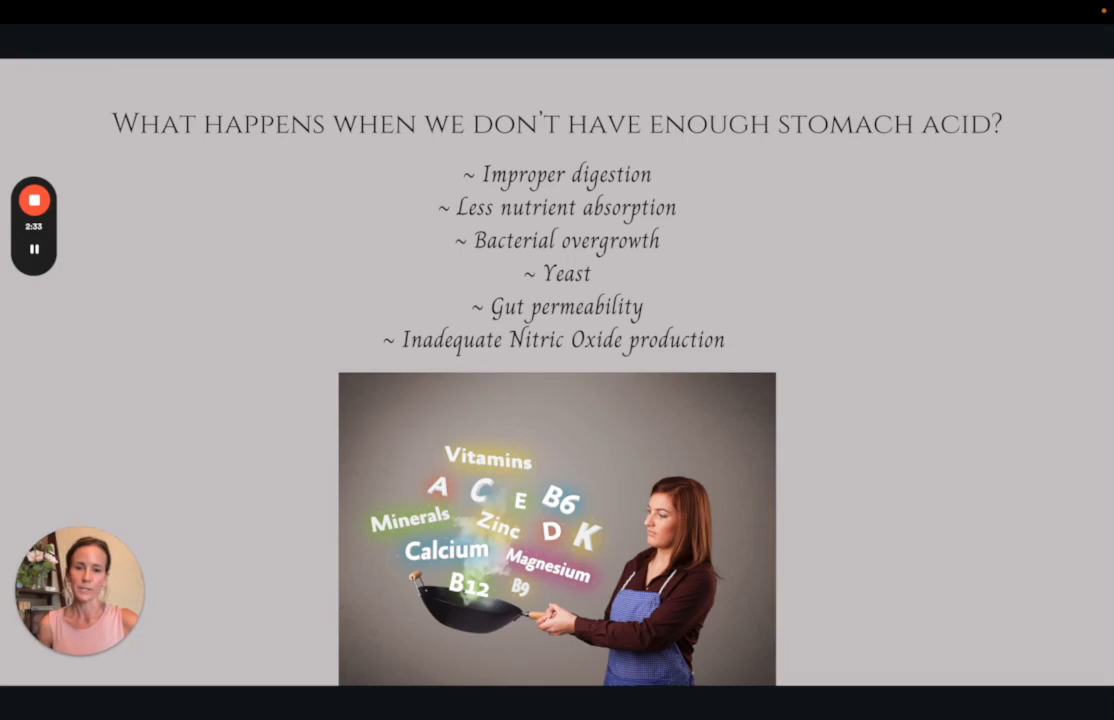 WHAT HAPPENS WHEN WE DON'T HAVE ENOUGH STOMACH ACID?
~ Improper digestion
~ Less nutrient absorption
~ Bacterial overgrowth
~ Yeast
~ Gut permeability
~ Inadequate Nitric Oxide production
2:33
Vitamins
A C E B6
Minerals Zinc D K
Calcium Magnesium
B12 B9